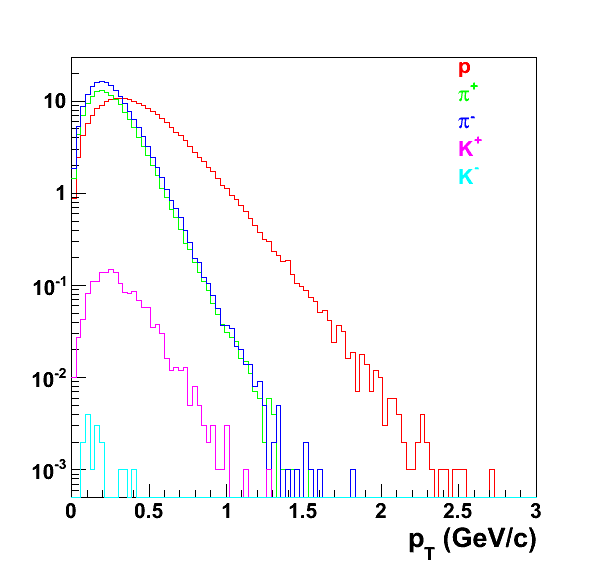 p
π⁺
π⁻
K⁺
K⁻
10
1
10⁻¹
10⁻²
10⁻³
0 0.5 1 1.5 2 2.5 3
p_T (GeV/c)